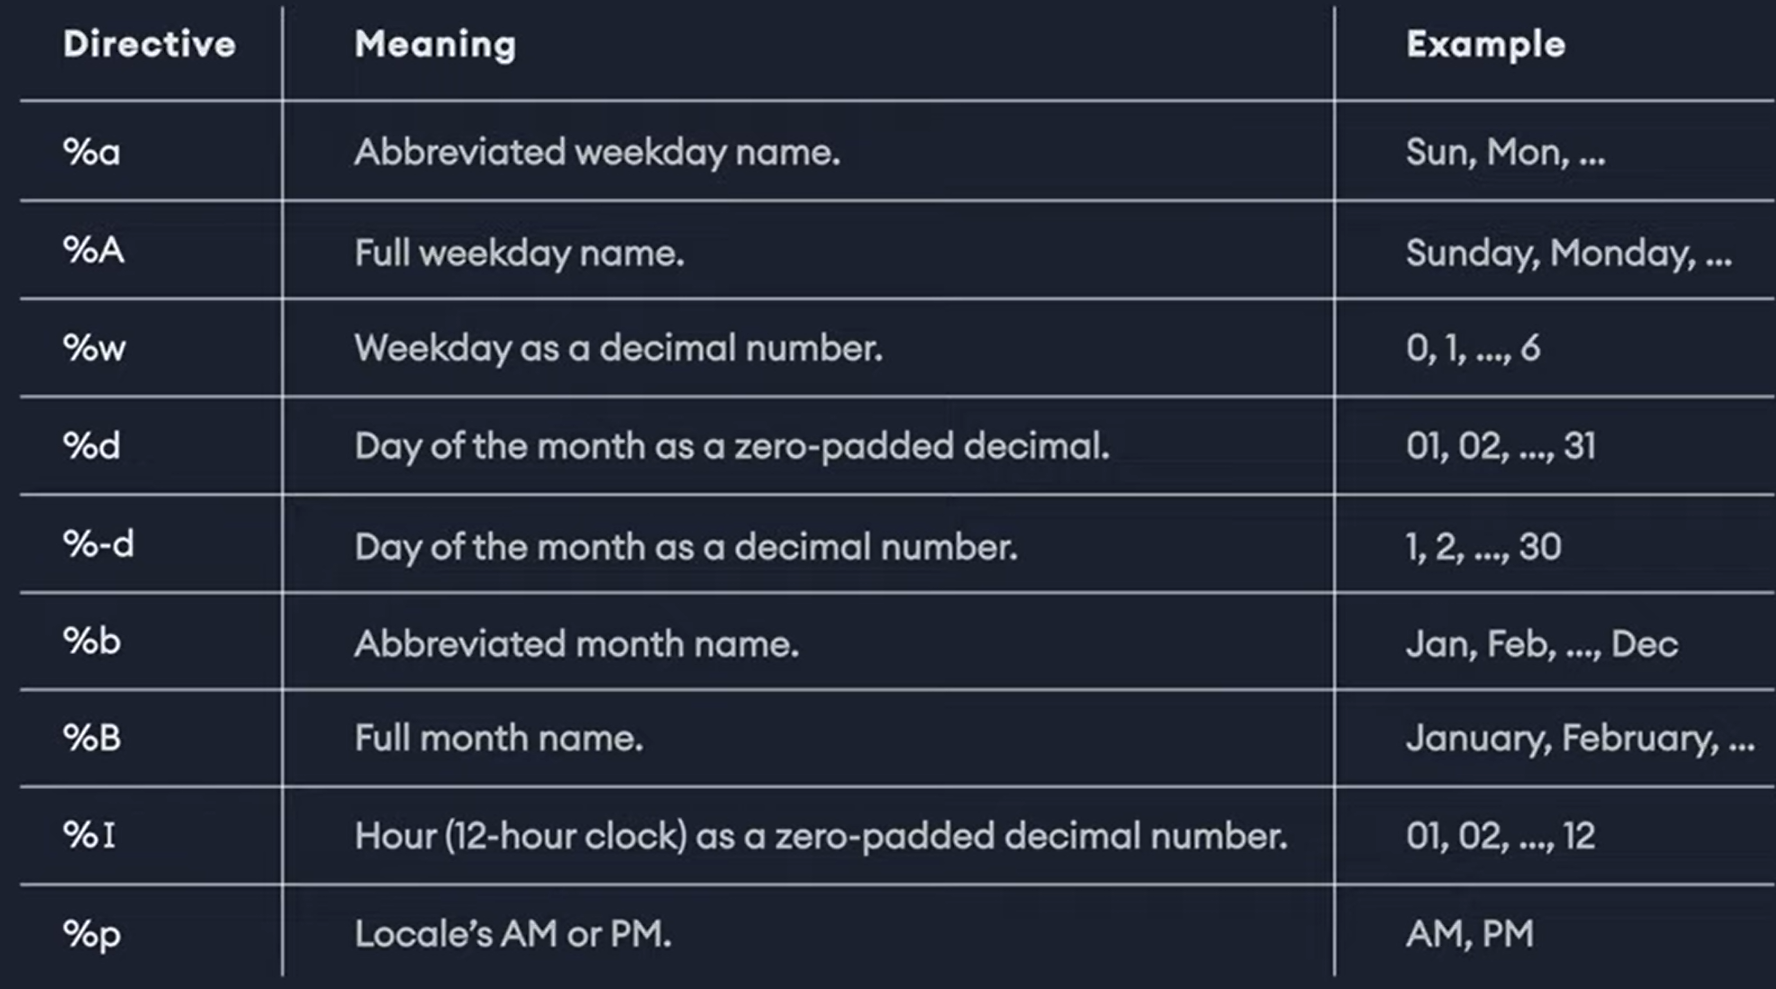 Directive Meaning Example
%a Abbreviated weekday name. Sun, Mon, ...
%A Full weekday name. Sunday, Monday, ...
%w Weekday as a decimal number. 0, 1, ..., 6
%d Day of the month as a zero-padded decimal. 01, 02, ..., 31
%-d Day of the month as a decimal number. 1, 2, ..., 30
%b Abbreviated month name. Jan, Feb, ..., Dec
%B Full month name. January, February, ...
%I Hour (12-hour clock) as a zero-padded decimal number. 01, 02, ..., 12
%p Locale’s AM or PM. AM, PM